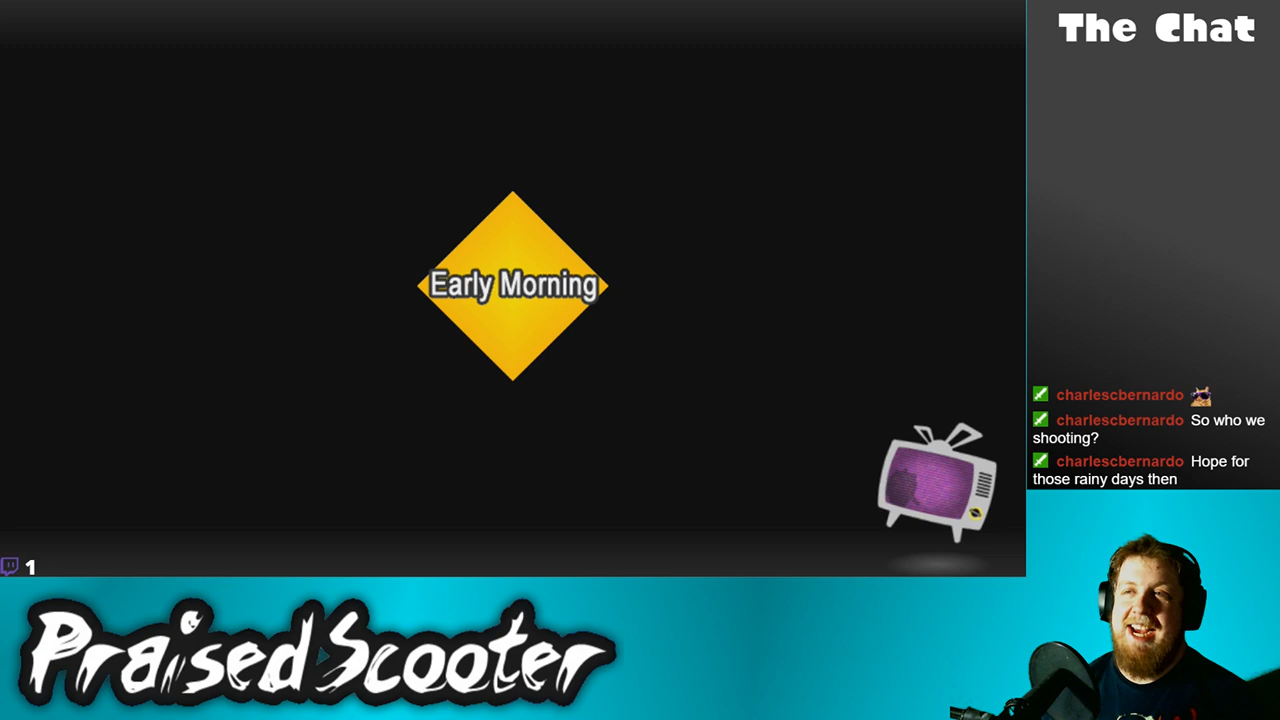 The Chat
Early Morning
charlescbernardo
charlescbernardo So who we
shooting?
charlescbernardo Hope for
those rainy days then
1
PraisedScooter